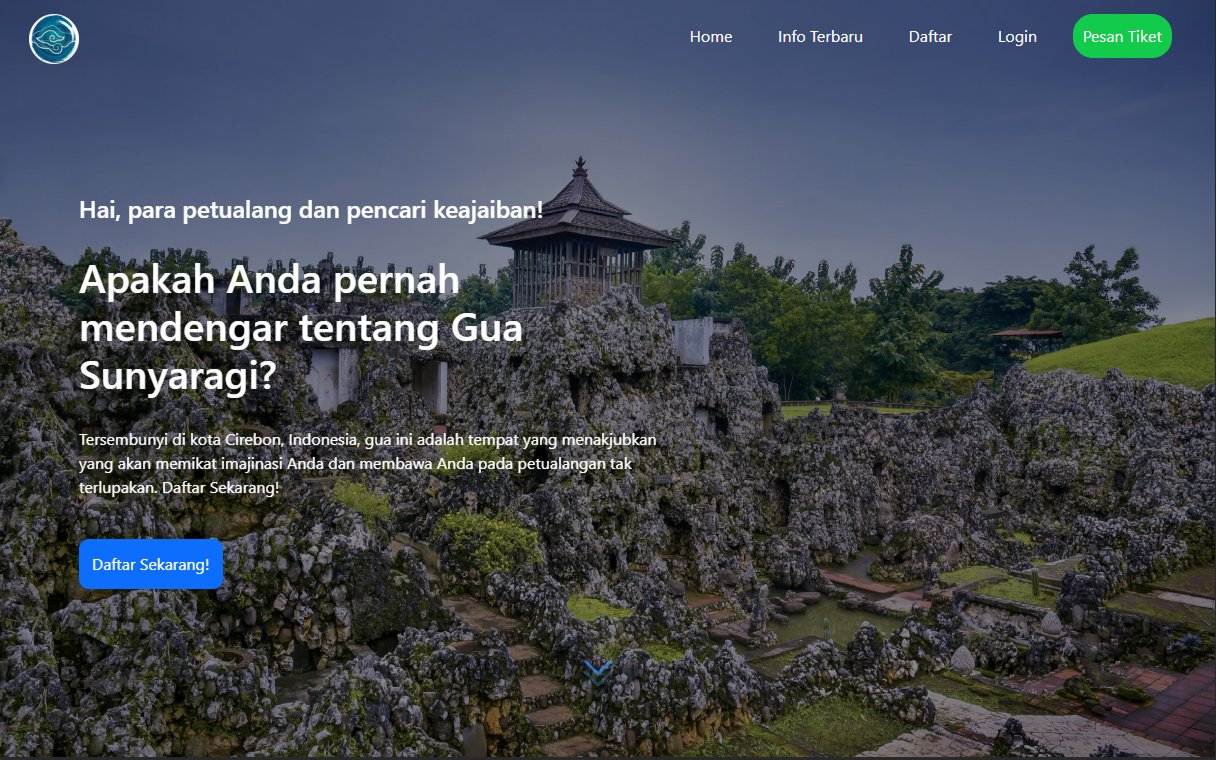 Home Info Terbaru Daftar Login Pesan Tiket
Hai, para petualang dan pencari keajaiban!
Apakah Anda pernah
mendengar tentang Gua
Sunyaragi?
Tersembunyi di kota Cirebon, Indonesia, gua ini adalah tempat yang menakjubkan
yang akan memikat imajinasi Anda dan membawa Anda pada petualangan tak
terlupakan. Daftar Sekarang!
Daftar Sekarang!